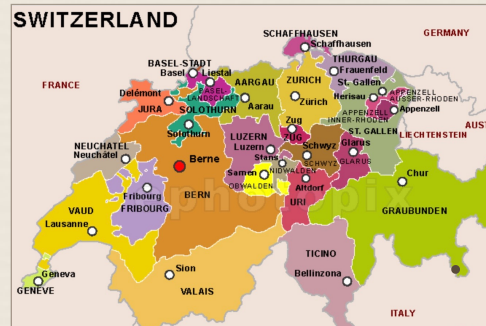 SWITZERLAND
GERMANY
SCHAFFHAUSEN
Schaffhausen
BASEL-STADT
Basel
Liestal
THURGAU
Frauenfeld
FRANCE
AARGAU
ZURICH
St. Gallen
Delémont
BASEL-
LANDSCHAFT
Herisau
APPENZELL
AUSSER-RHODEN
JURA
SOLOTHURN
Aarau
Zürich
APPENZELL
INNER-RHODEN
Appenzell
Solothurn
Zug
ZUG
ST. GALLEN
LIECHTENSTEIN
AUS
NEUCHATEL
Neuchâtel
LUZERN
Luzern
Schwyz
SCHWYZ
Glarus
GLARUS
Berne
Stans
NIDWALDEN
Sarnen
OBWALDEN
Chur
Fribourg
FRIBOURG
BERN
Altdorf
URI
GRAUBUNDEN
VAUD
Lausanne
TICINO
Geneva
GENEVE
Sion
VALAIS
Bellinzona
ITALY